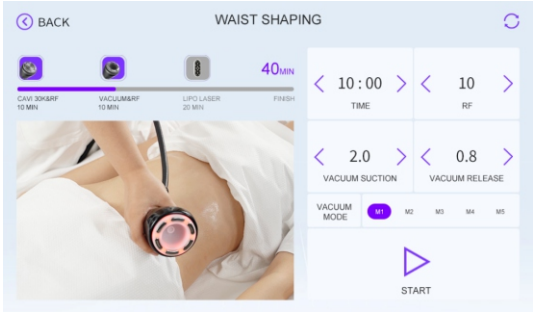 BACK
WAIST SHAPING
40MIN
CAVI 30K&RF
10 MIN
VACUUM&RF
10 MIN
LIPO LASER
20 MIN
FINISH
10 : 00
TIME
10
RF
2.0
VACUUM SUCTION
0.8
VACUUM RELEASE
VACUUM
MODE
M1 M2 M3 M4 M5
START